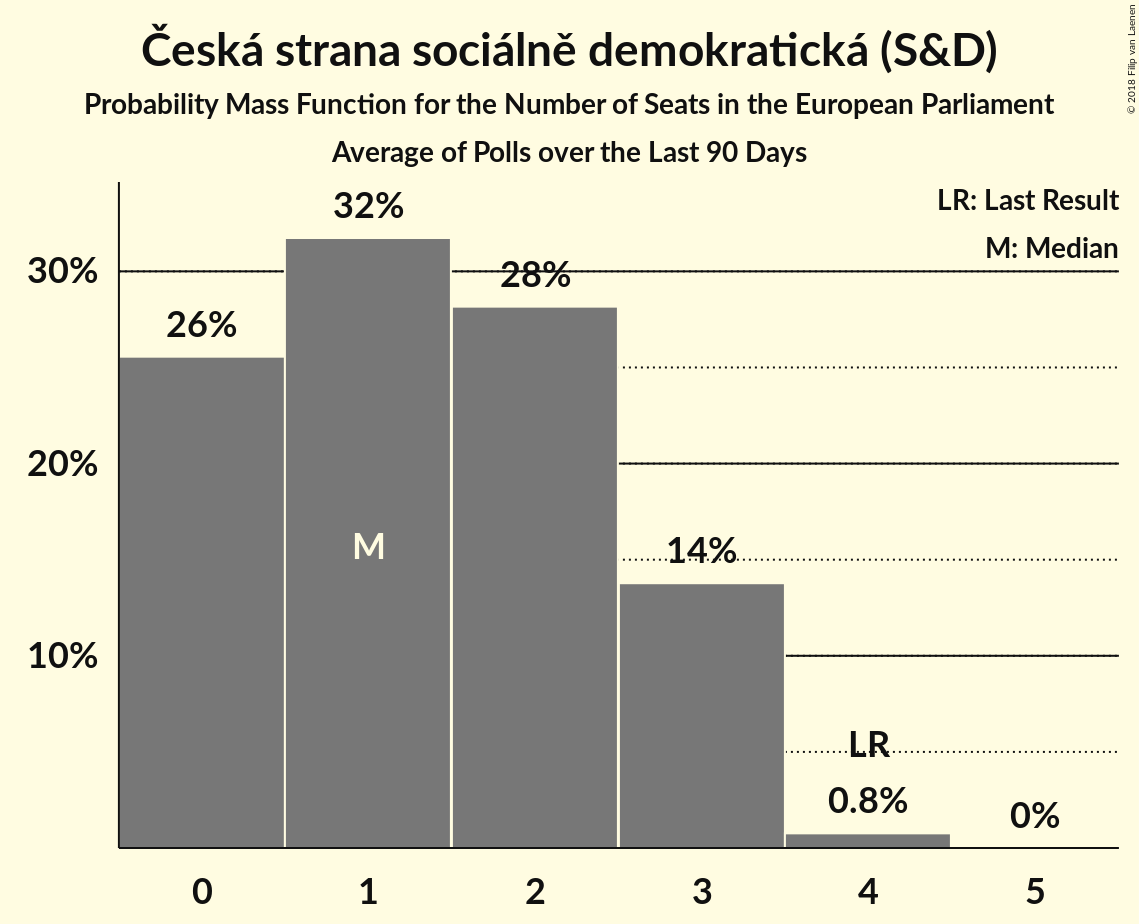 Česká strana sociálně demokratická (S&D)
Probability Mass Function for the Number of Seats in the European Parliament
Average of Polls over the Last 90 Days
© 2018 Filip van Laenen
LR: Last Result
M: Median
30%
20%
10%
26%
32%
28%
14%
0.8%
0%
M
LR
0
1
2
3
4
5